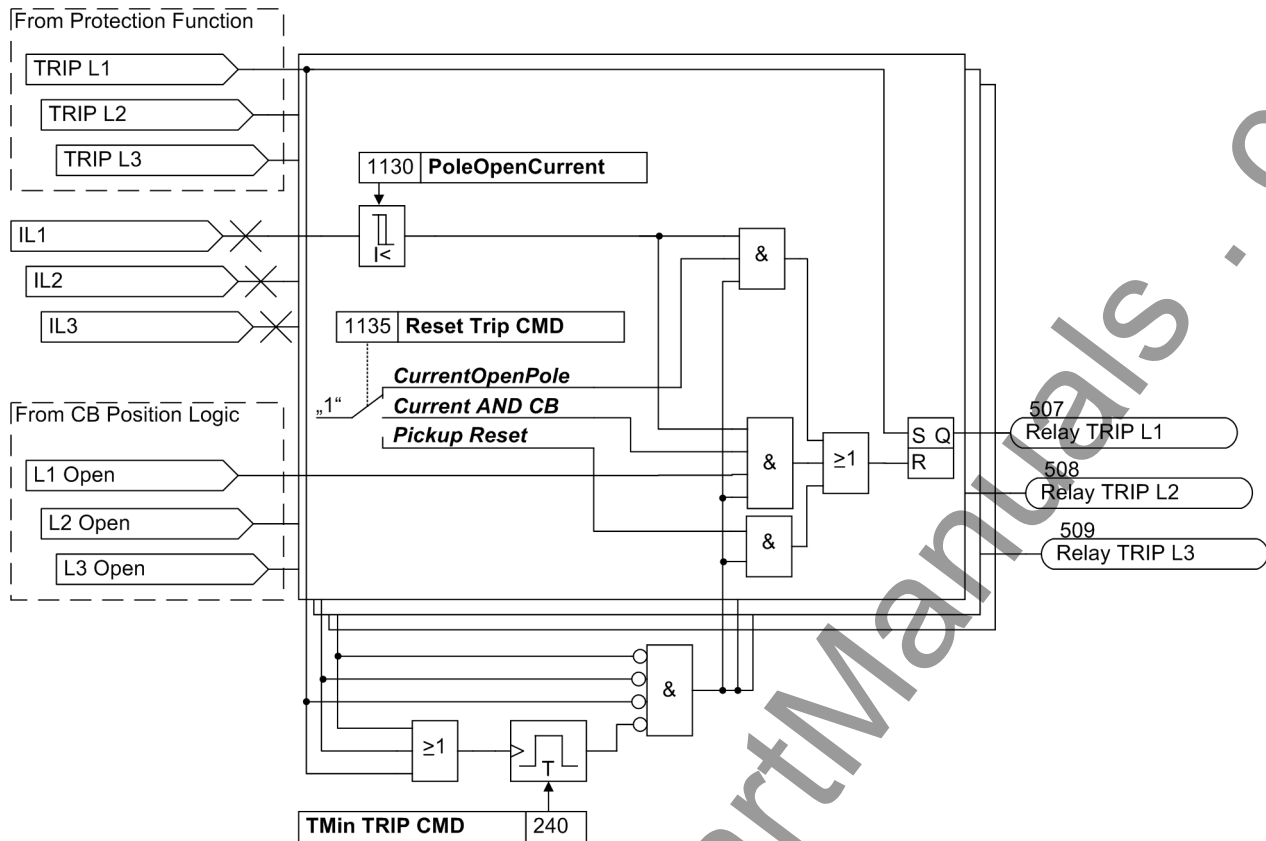 From Protection Function
TRIP L1
TRIP L2
TRIP L3
1130 PoleOpenCurrent
IL1
I<
&
IL2
IL3
1135 Reset Trip CMD
CurrentOpenPole
„1“
Current AND CB
Pickup Reset
From CB Position Logic
L1 Open
L2 Open
L3 Open
&
≥1
&
S Q
R
507
Relay TRIP L1
508
Relay TRIP L2
509
Relay TRIP L3
&
≥1
T
TMin TRIP CMD 240
artManuals .